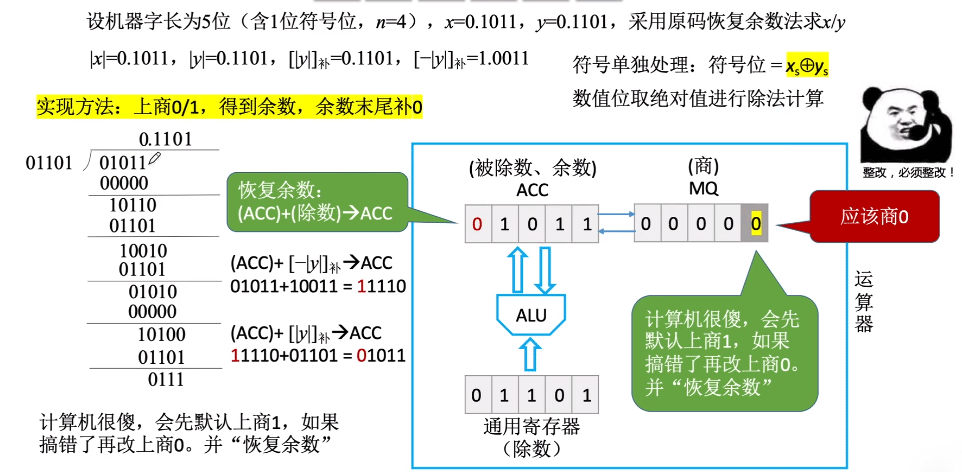 设机器字长为5位（含1位符号位，n=4），x=0.1011，y=0.1101，采用原码恢复余数法求x/y
|x|=0.1011，|y|=0.1101，[|y|]补=0.1101，[−|y|]补=1.0011
符号单独处理：符号位 = xs⊕ys
数值位取绝对值进行除法计算
实现方法：上商0/1，得到余数，余数末尾补0
整改，必须整改！
0.1101
01101
01011
00000
10110
01101
10010
01101
01010
00000
10100
01101
0111
恢复余数：
(ACC)+(除数)→ACC
(ACC)+ [−|y|]补→ACC
01011+10011 = 11110
(ACC)+ [|y|]补→ACC
11110+01101 = 01011
计算机很傻，会先默认上商1，如果
搞错了再改上商0。并“恢复余数”
(被除数、余数)
ACC
(商)
MQ
0 1 0 1 1
0 0 0 0 0
应该商0
ALU
运算器
计算机很傻，会先
默认上商1，如果
搞错了再改上商0。
并“恢复余数”
0 1 1 0 1
通用寄存器
（除数）